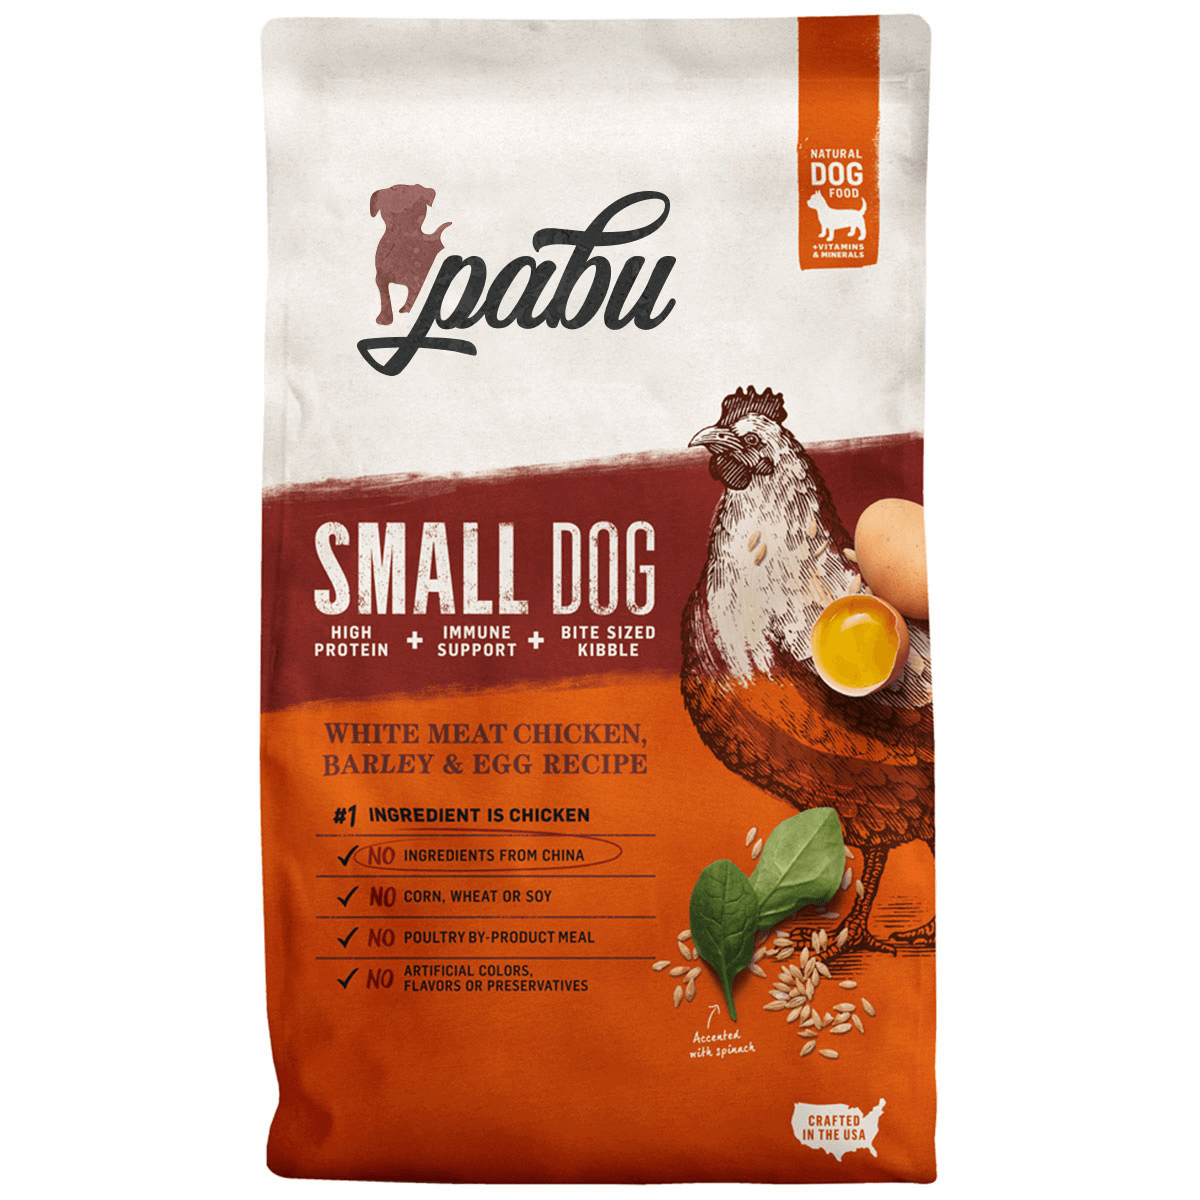 NATURAL
DOG
FOOD
+VITAMINS
& MINERALS
pabu
SMALL DOG
HIGH PROTEIN + IMMUNE SUPPORT + BITE SIZED KIBBLE
WHITE MEAT CHICKEN,
BARLEY & EGG RECIPE
#1 INGREDIENT IS CHICKEN
✓ NO INGREDIENTS FROM CHINA
✓ NO CORN, WHEAT OR SOY
✓ NO POULTRY BY-PRODUCT MEAL
✓ NO ARTIFICIAL COLORS,
FLAVORS OR PRESERVATIVES
Accented
with spinach
CRAFTED
IN THE USA